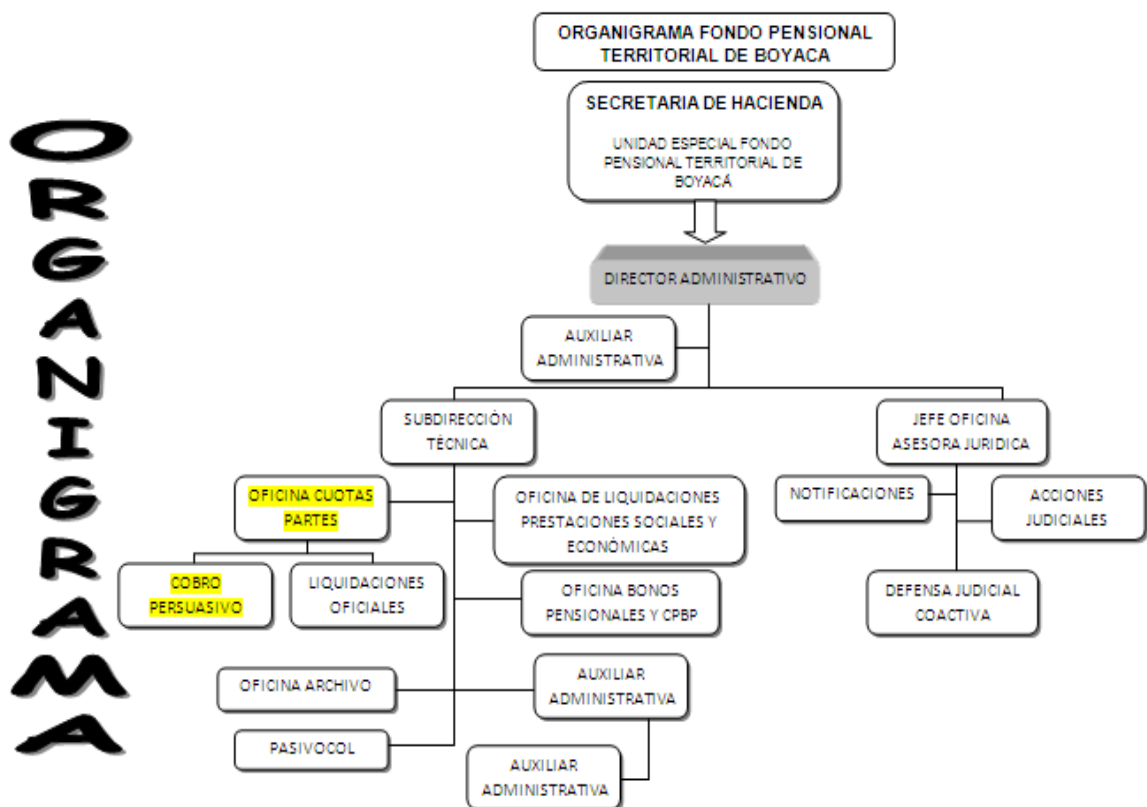 ORGANIGRAMA FONDO PENSIONAL
TERRITORIAL DE BOYACA
SECRETARIA DE HACIENDA
UNIDAD ESPECIAL FONDO
PENSIONAL TERRITORIAL DE
BOYACÁ
ORGANIGRAMA
DIRECTOR ADMINISTRATIVO
AUXILIAR
ADMINISTRATIVA
SUBDIRECCIÓN
TÉCNICA
JEFE OFICINA
ASESORA JURIDICA
OFICINA CUOTAS
PARTES
OFICINA DE LIQUIDACIONES
PRESTACIONES SOCIALES Y
ECONÓMICAS
NOTIFICACIONES
ACCIONES
JUDICIALES
COBRO
PERSUASIVO
LIQUIDACIONES
OFICIALES
OFICINA BONOS
PENSIONALES Y CPBP
DEFENSA JUDICIAL
COACTIVA
OFICINA ARCHIVO
AUXILIAR
ADMINISTRATIVA
PASIVOCOL
AUXILIAR
ADMINISTRATIVA